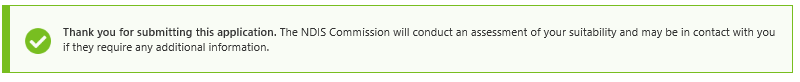 Thank you for submitting this application. The NDIS Commission will conduct an assessment of your suitability and may be in contact with you
if they require any additional information.